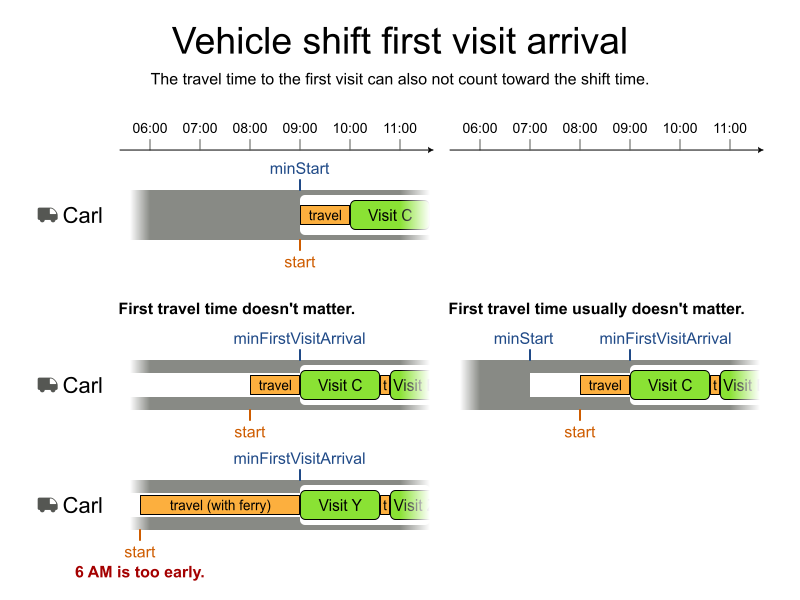 Vehicle shift first visit arrival
The travel time to the first visit can also not count toward the shift time.
06:00 07:00 08:00 09:00 10:00 11:00
06:00 07:00 08:00 09:00 10:00 11:00
minStart
Carl
travel
Visit C
start
First travel time doesn't matter.
First travel time usually doesn't matter.
minFirstVisitArrival
minStart
minFirstVisitArrival
Carl
travel
Visit C
t
Visit
travel
Visit C
t
Visit
start
start
minFirstVisitArrival
Carl
travel (with ferry)
Visit Y
t
Visit
start
6 AM is too early.